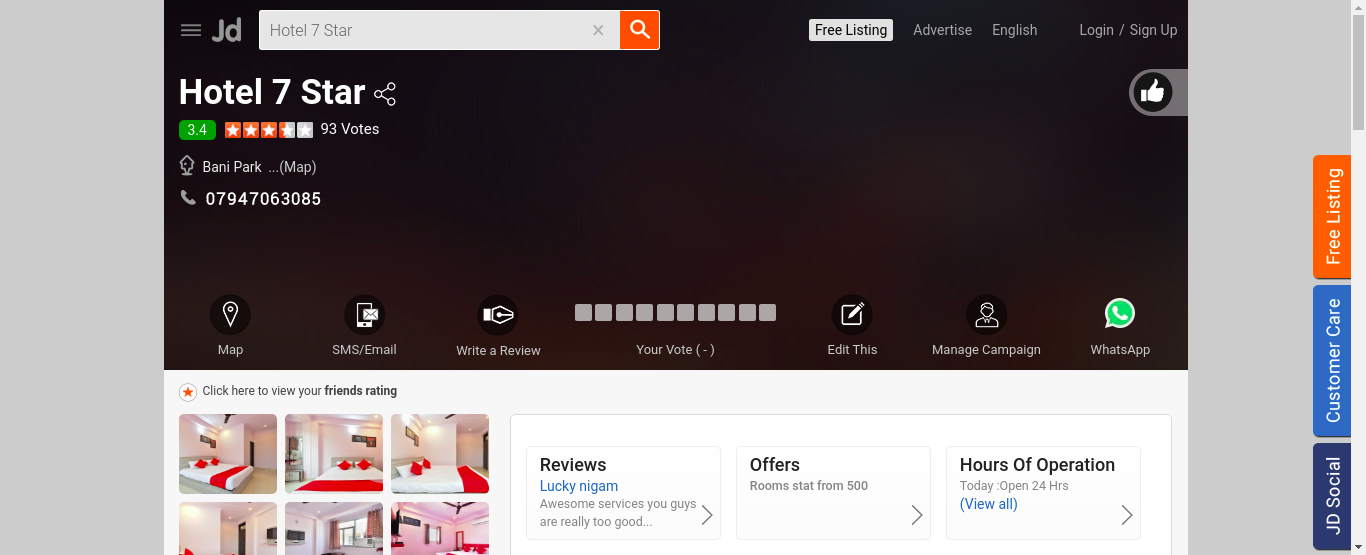 Jd
Hotel 7 Star
Free Listing
Advertise
English
Login / Sign Up
Hotel 7 Star
3.4
93 Votes
Bani Park ...(Map)
07947063085
Map
SMS/Email
Write a Review
Your Vote ( - )
Edit This
Manage Campaign
WhatsApp
Click here to view your friends rating
Reviews
Lucky nigam
Awesome services you guys
are really too good...
Offers
Rooms stat from 500
Hours Of Operation
Today :Open 24 Hrs
(View all)
Free Listing
Customer Care
JD Social